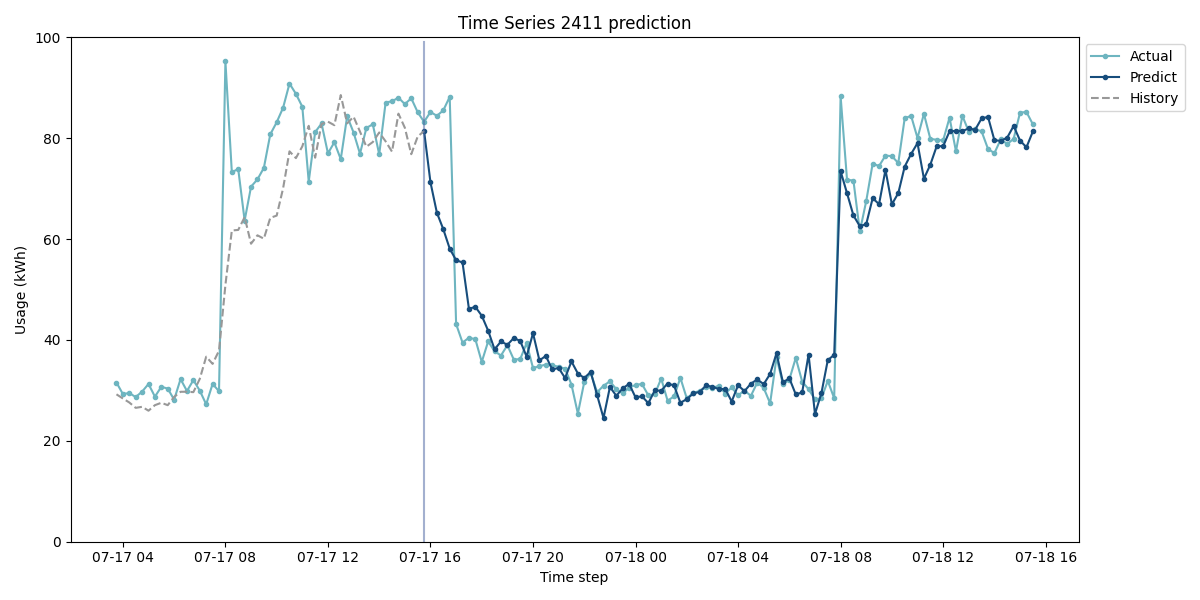 Time Series 2411 prediction
Usage (kWh)
100
80
60
40
20
0
07-17 04
07-17 08
07-17 12
07-17 16
07-17 20
07-18 00
07-18 04
07-18 08
07-18 12
07-18 16
Time step
Actual
Predict
History